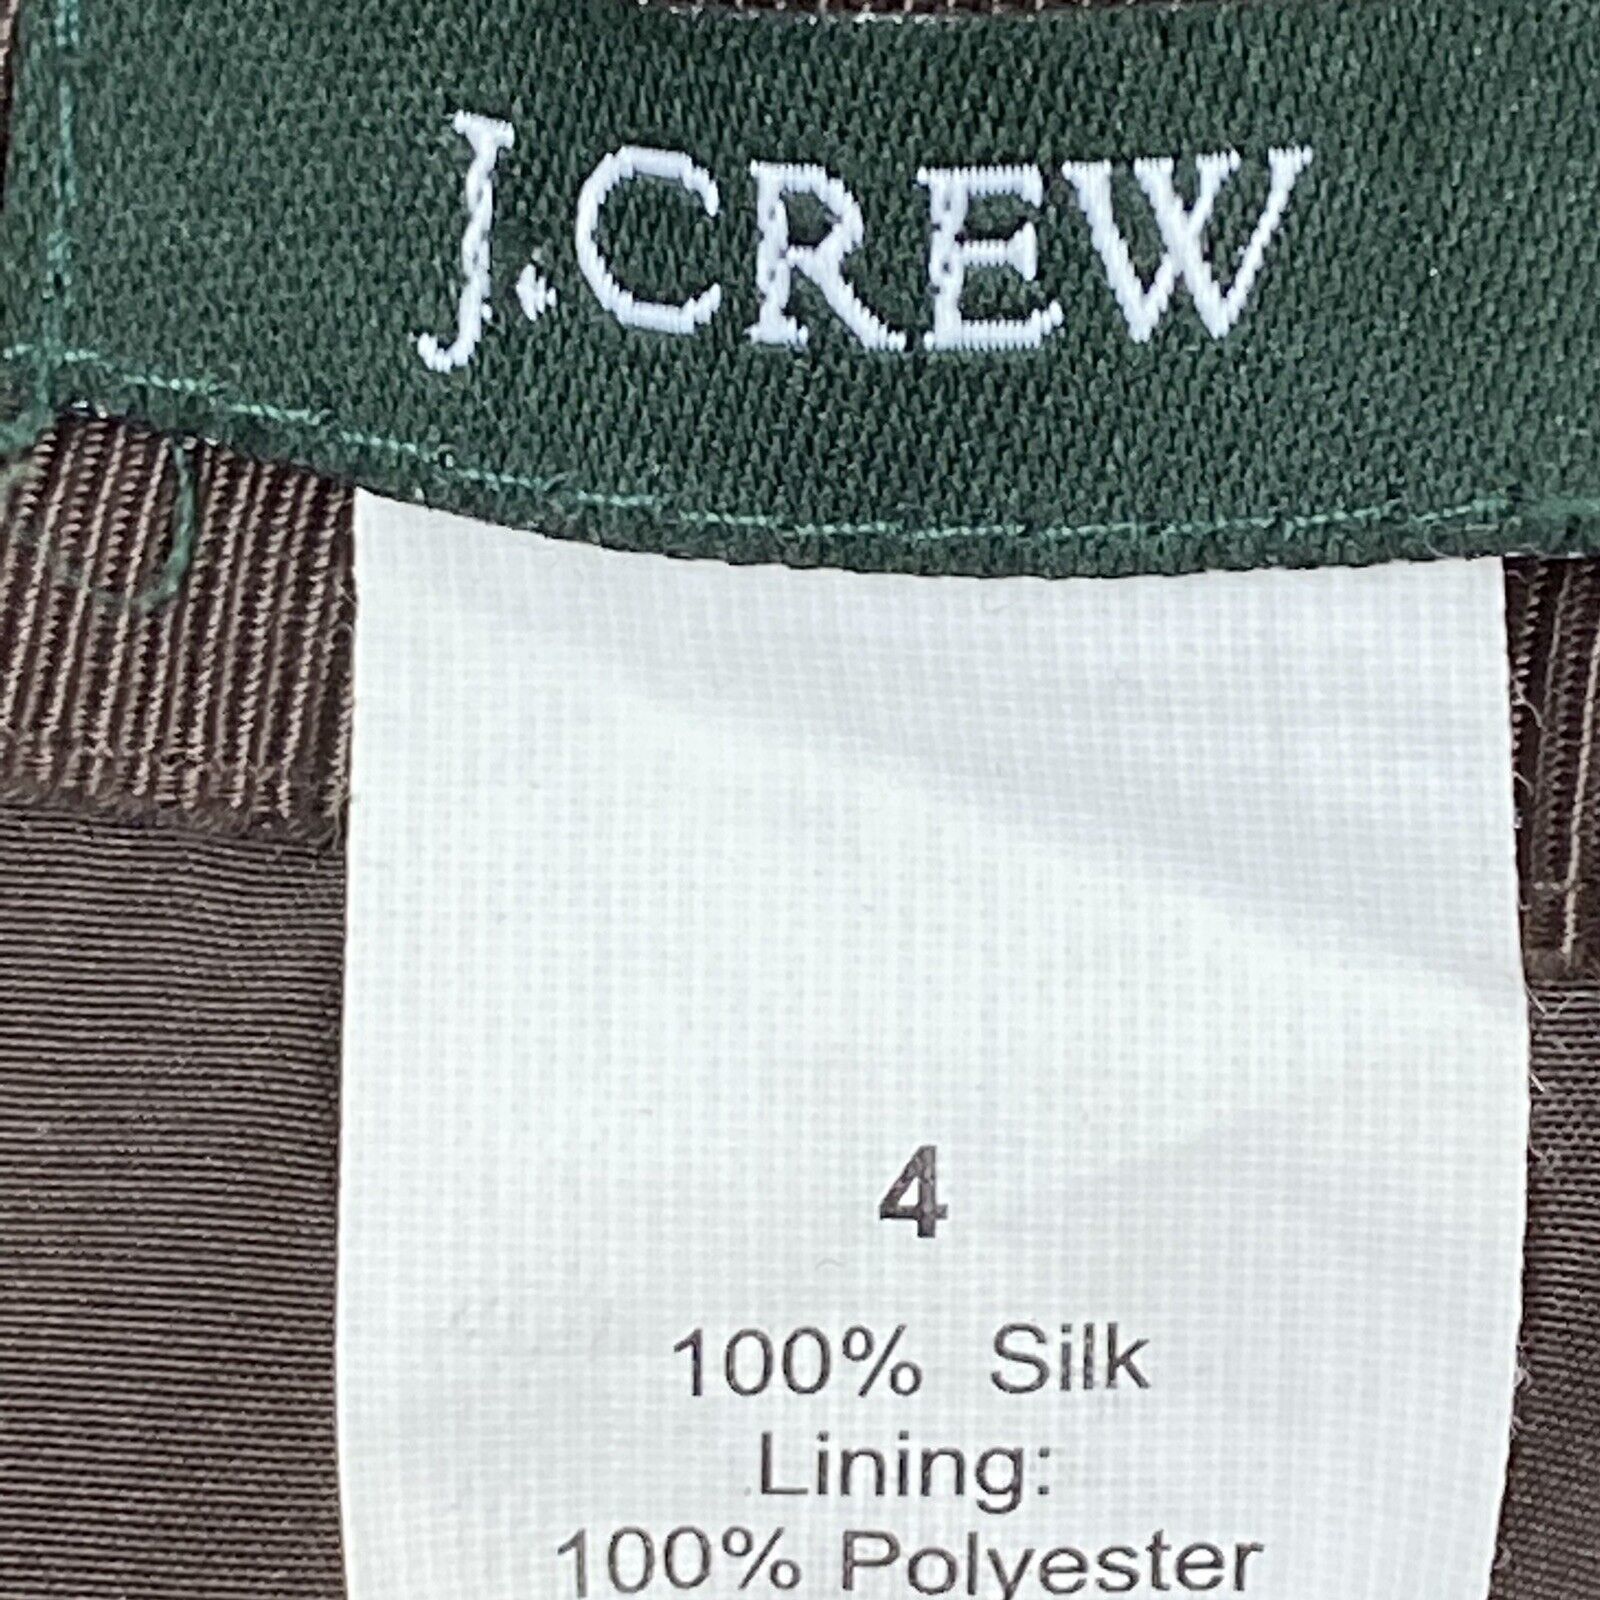 J.CREW
4
100% Silk
Lining:
100% Polyester